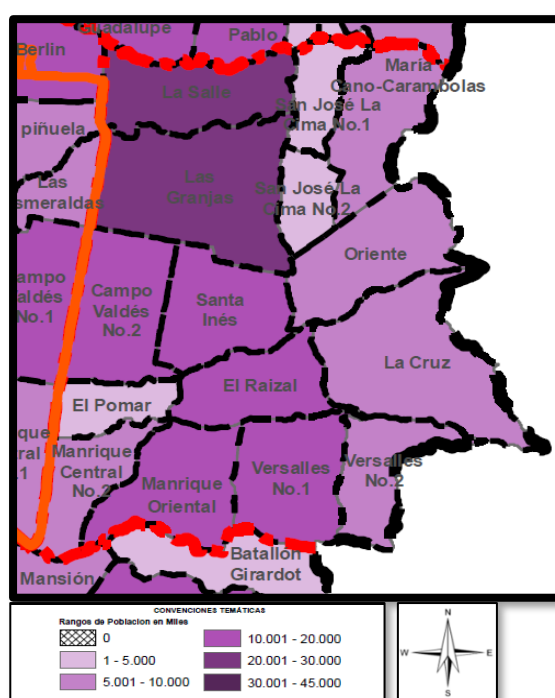 uadalupe
Pablo
Berlin
María
Cano-Carambolas
La Salle
San José La
Cima No.1
piñuela
Las
smeraldas
Las
Granjas
San José La
Cima No.2
Oriente
ampo
aldés
No.1
Campo
Valdés
No.2
Santa
Inés
La Cruz
El Raizal
El Pomar
que
ral
.1
Manrique
Central
No.2
Manrique
Oriental
Versalles
No.1
Versalles
No.2
Batallón
Girardot
Mansión
CONVENCIONES TEMÁTICAS
Rangos de Poblacion en Miles
0
1 - 5.000
5.001 - 10.000
10.001 - 20.000
20.001 - 30.000
30.001 - 45.000
N
W
E
S